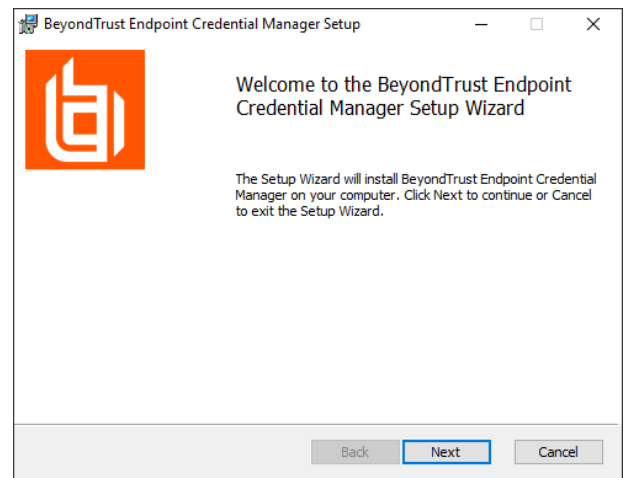 BeyondTrust Endpoint Credential Manager Setup
Welcome to the BeyondTrust Endpoint
Credential Manager Setup Wizard
The Setup Wizard will install BeyondTrust Endpoint Credential
Manager on your computer. Click Next to continue or Cancel
to exit the Setup Wizard.
Back Next Cancel